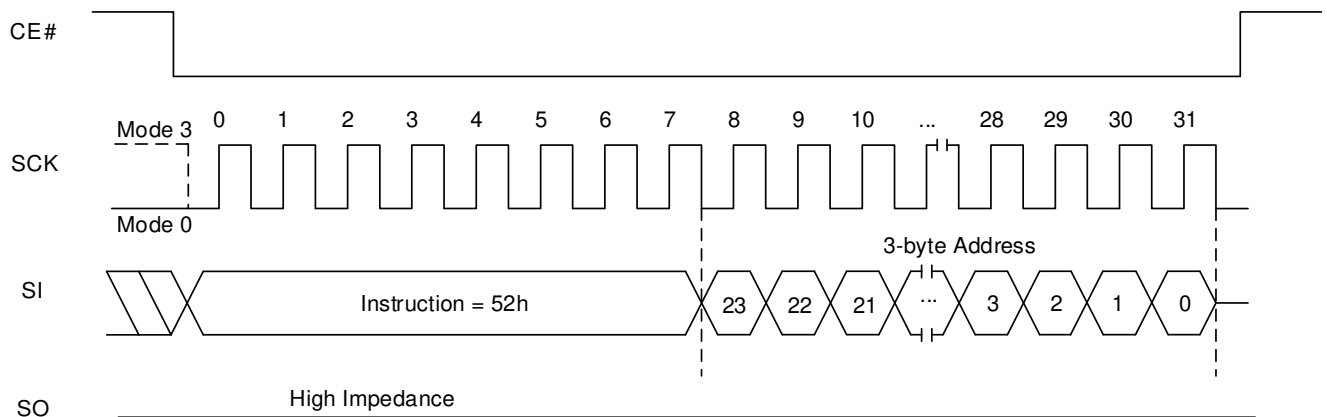 CE#
Mode 3 0 1 2 3 4 5 6 7 8 9 10 ... 28 29 30 31
SCK
Mode 0
3-byte Address
SI Instruction = 52h 23 22 21 ... 3 2 1 0
High Impedance
SO